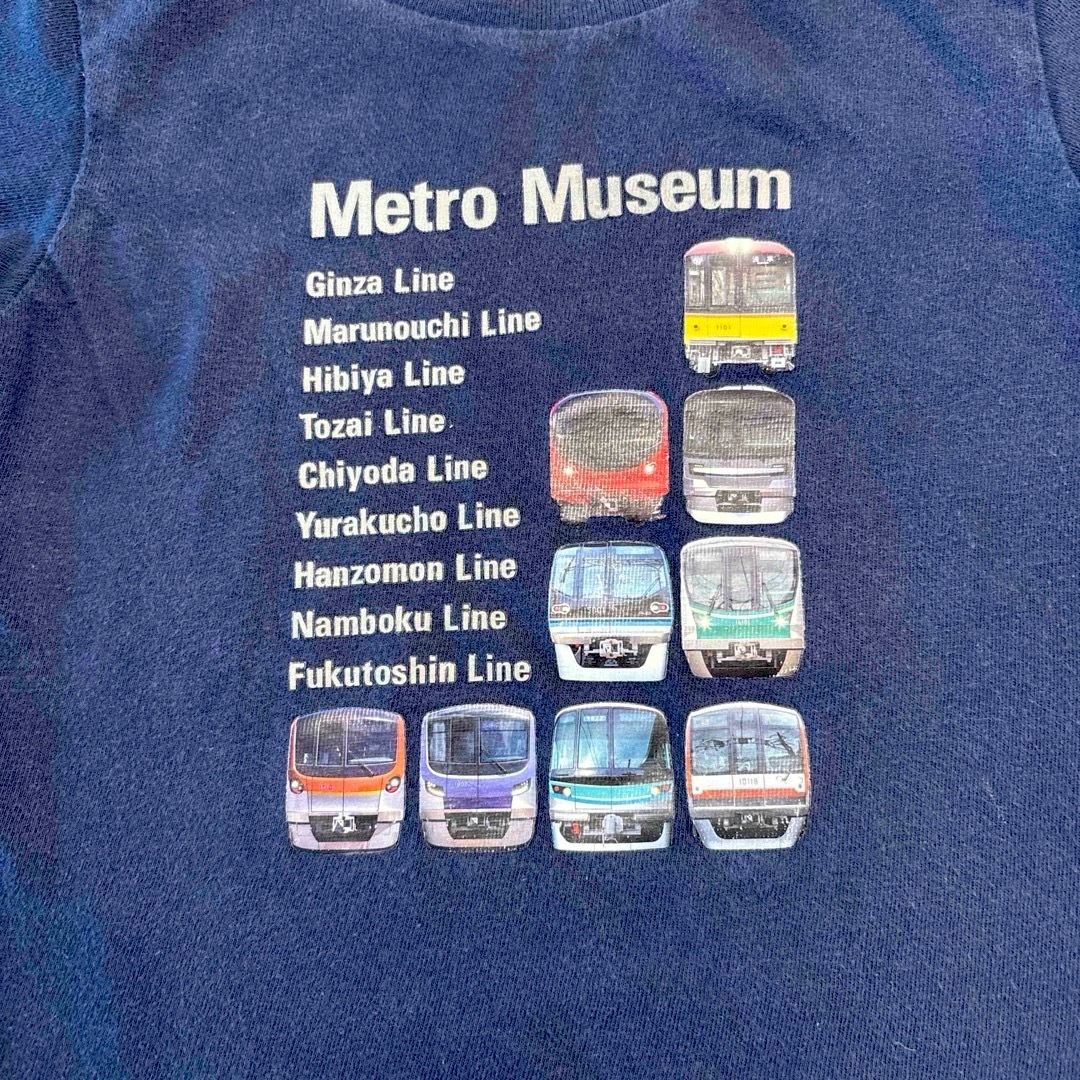 Metro Museum
Ginza Line
Marunouchi Line
Hibiya Line
Tozai Line
Chiyoda Line
Yurakucho Line
Hanzomon Line
Namboku Line
Fukutoshin Line